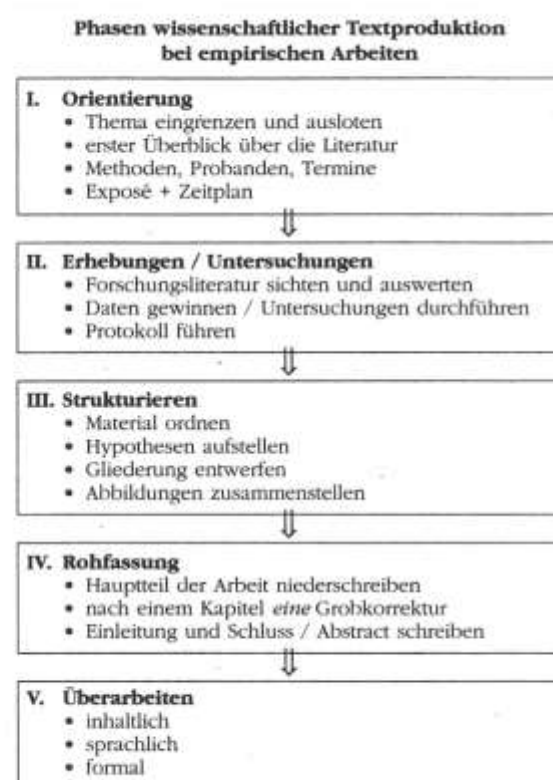 Phasen wissenschaftlicher Textproduktion
bei empirischen Arbeiten
I. Orientierung
• Thema eingrenzen und ausloten
• erster Überblick über die Literatur
• Methoden, Probanden, Termine
• Exposé + Zeitplan
⇓
II. Erhebungen / Untersuchungen
• Forschungsliteratur sichten und auswerten
• Daten gewinnen / Untersuchungen durchführen
• Protokoll führen
⇓
III. Strukturieren
• Material ordnen
• Hypothesen aufstellen
• Gliederung entwerfen
• Abbildungen zusammenstellen
⇓
IV. Rohfassung
• Hauptteil der Arbeit niederschreiben
• nach einem Kapitel eine Grobkorrektur
• Einleitung und Schluss / Abstract schreiben
⇓
V. Überarbeiten
• inhaltlich
• sprachlich
• formal